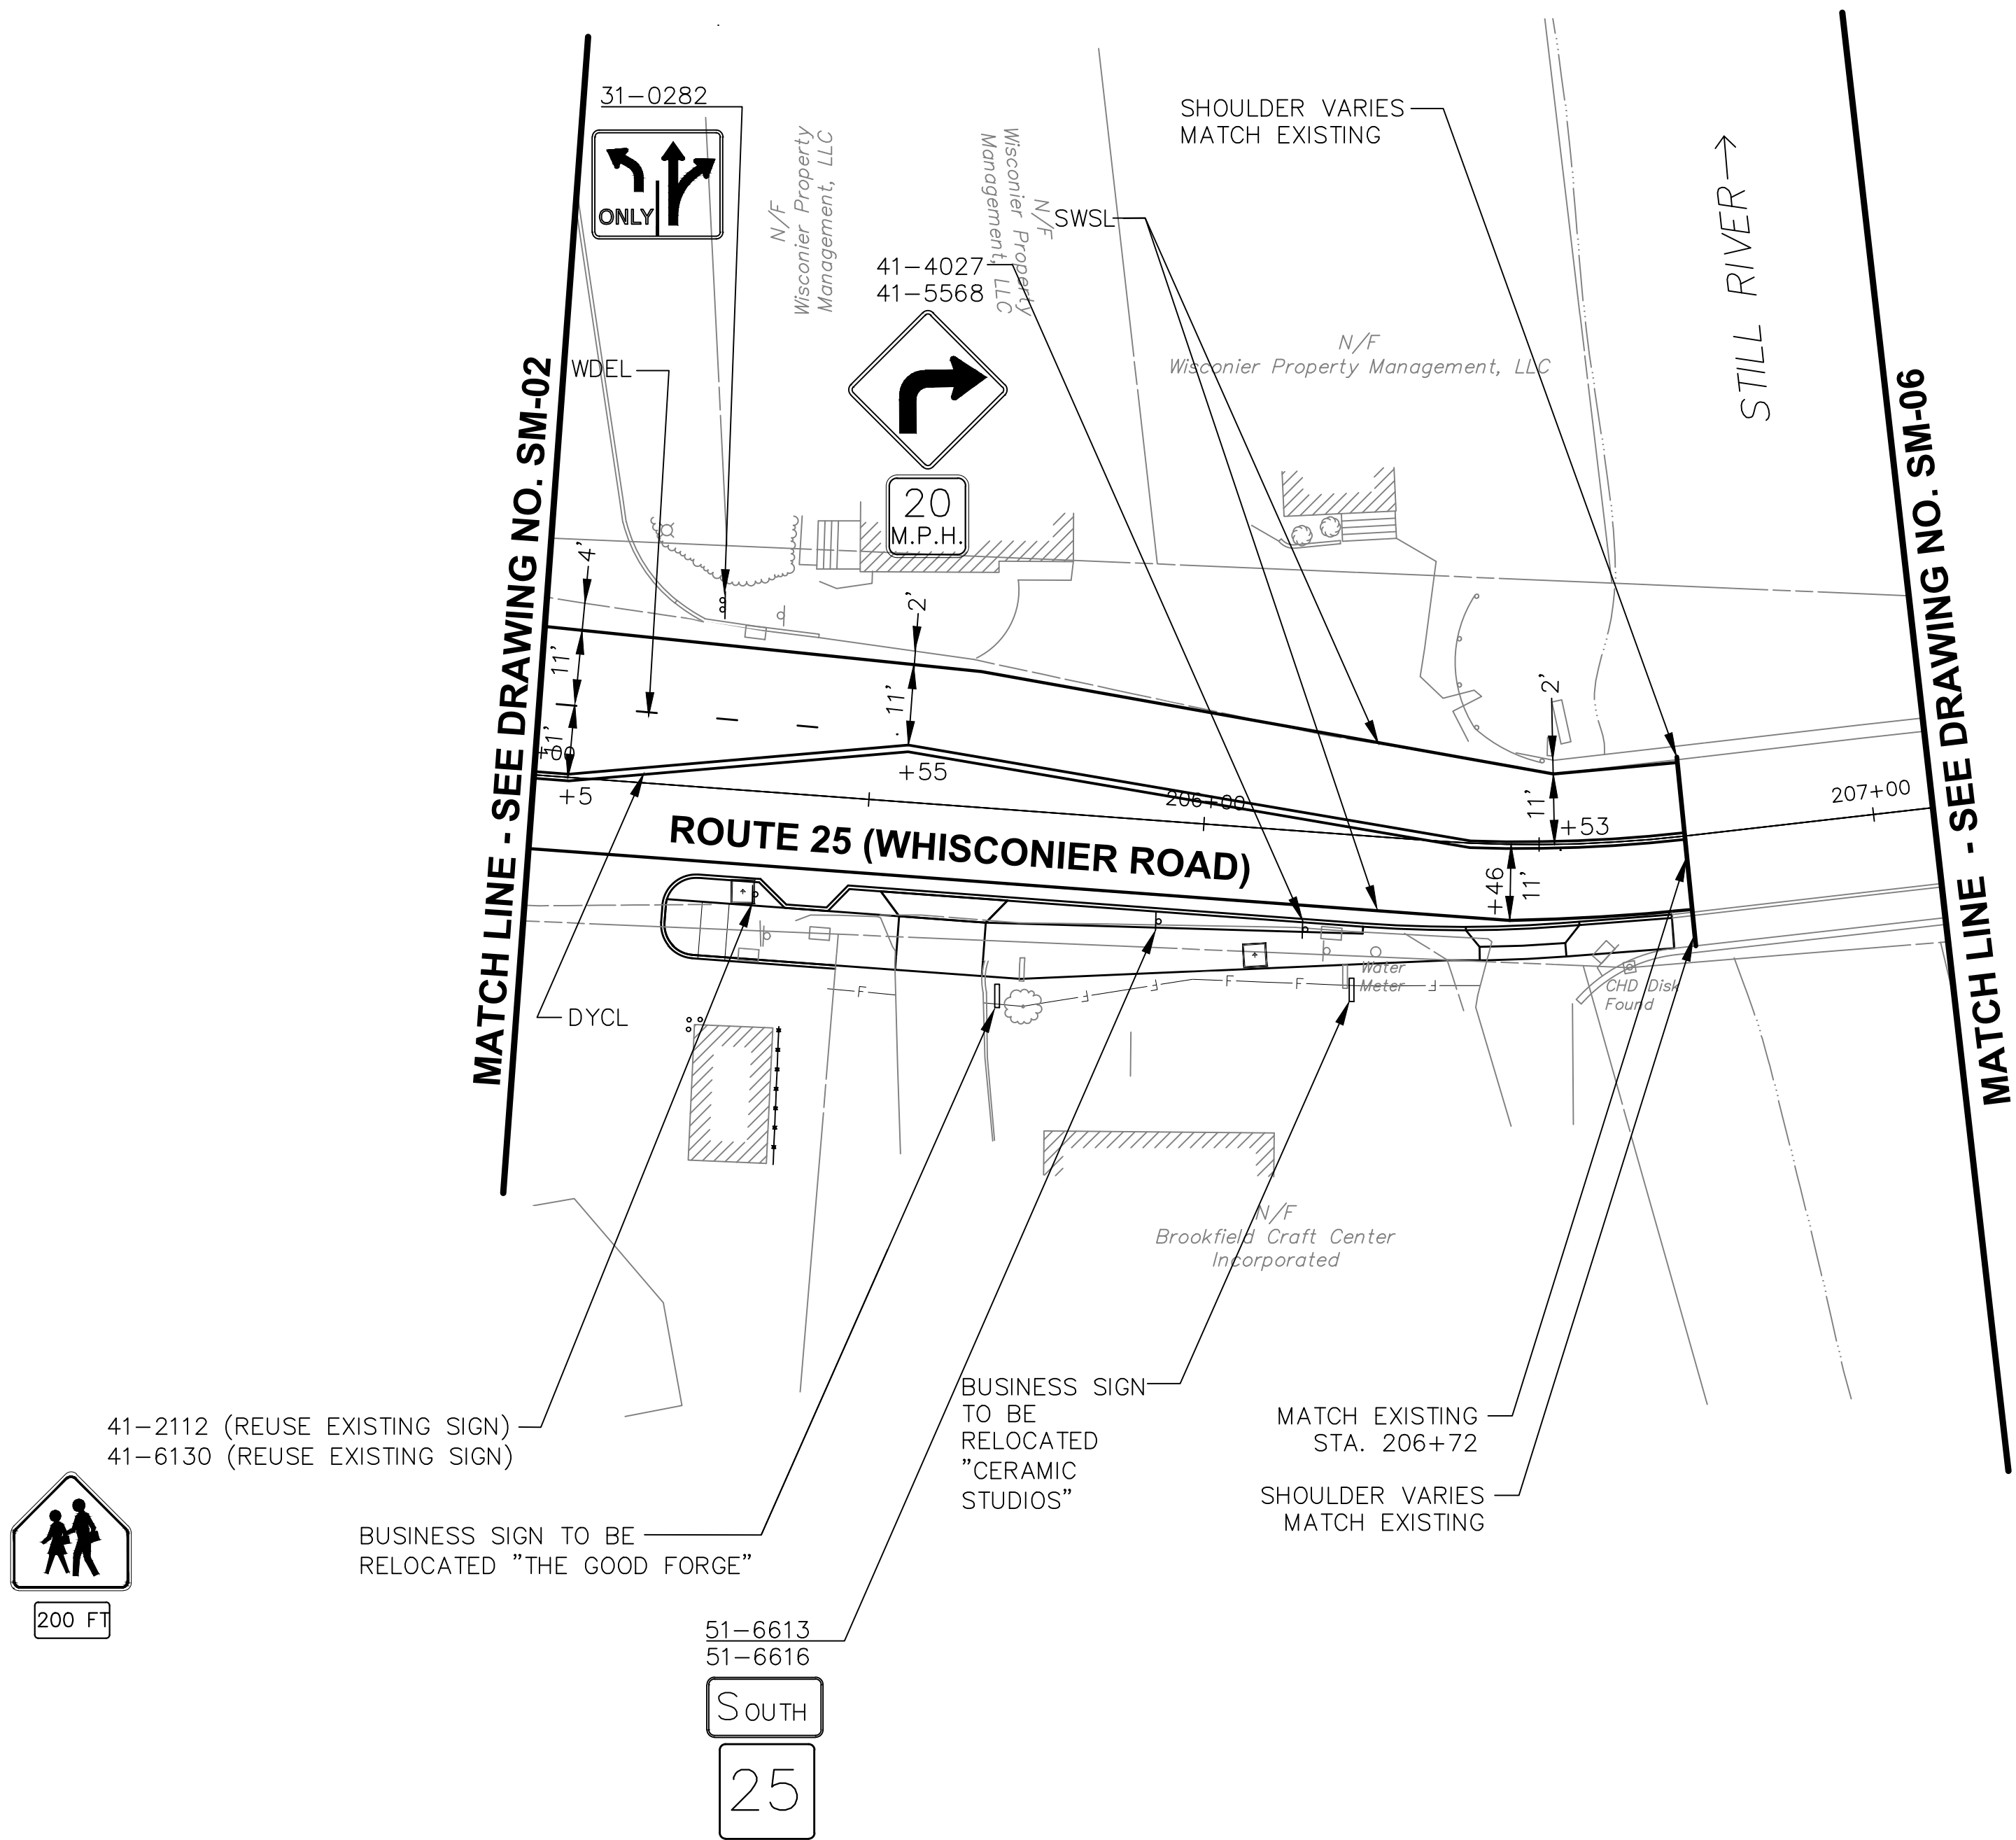 31-0282
ONLY
N/F
Wisconier Property
Management, LLC
N/F
Wisconier Property
Management, LLC
SHOULDER VARIES
MATCH EXISTING
STILL RIVER
SWSL
41-4027
41-5568
20
M.P.H.
N/F
Wisconier Property Management, LLC
WDEL
MATCH LINE - SEE DRAWING NO. SM-02
MATCH LINE - SEE DRAWING NO. SM-06
4'
11'
11'
2'
11'
2'
11'
+00
+5
+55
206+00
+53
207+00
+46
11'
ROUTE 25 (WHISCONIER ROAD)
DYCL
F
F
F
F
F
F
Water
Meter
CHD Disk
Found
N/F
Brookfield Craft Center
Incorporated
41-2112 (REUSE EXISTING SIGN)
41-6130 (REUSE EXISTING SIGN)
200 FT
BUSINESS SIGN TO BE
RELOCATED "THE GOOD FORGE"
BUSINESS SIGN
TO BE
RELOCATED
"CERAMIC
STUDIOS"
MATCH EXISTING
STA. 206+72
SHOULDER VARIES
MATCH EXISTING
51-6613
51-6616
SOUTH
25